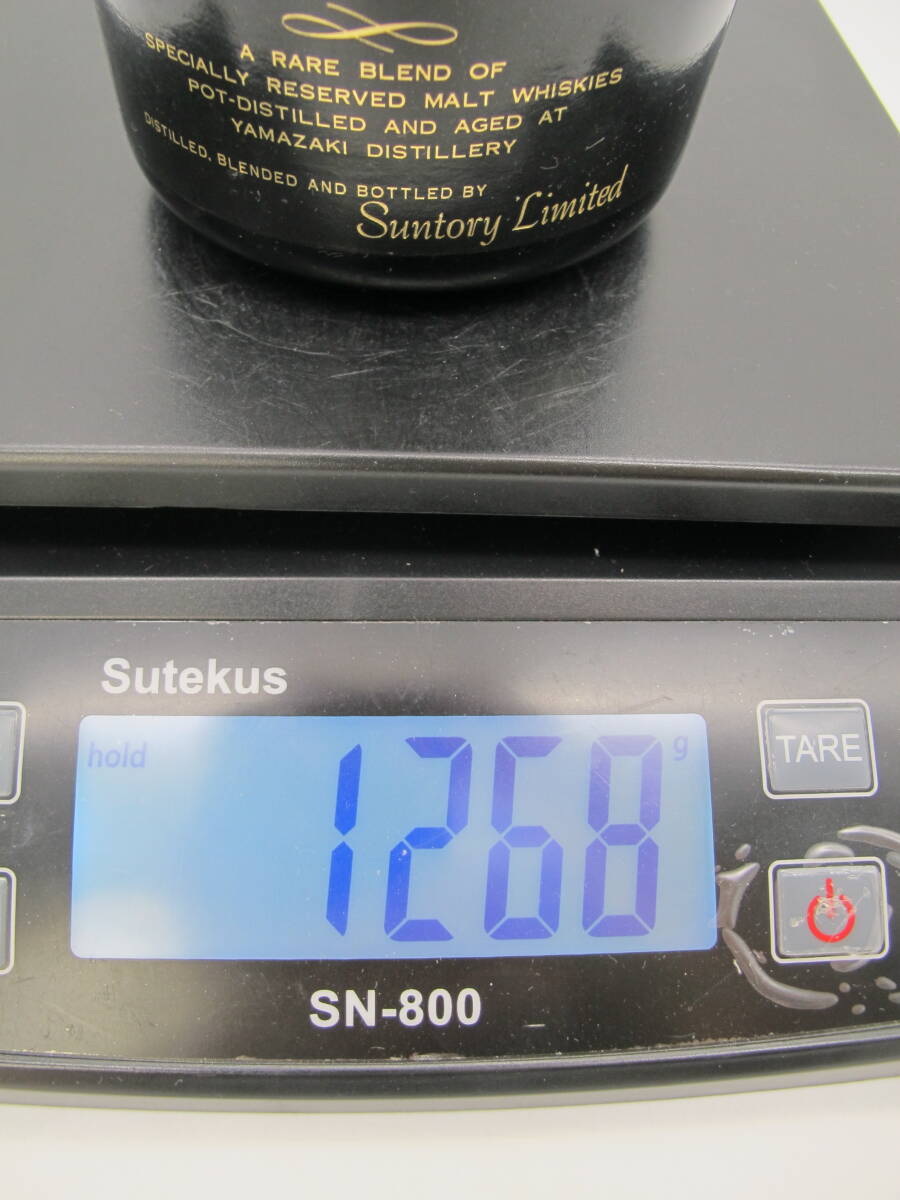 A RARE BLEND OF
SPECIALLY RESERVED MALT WHISKIES
POT-DISTILLED AND AGED AT
YAMAZAKI DISTILLERY
DISTILLED, BLENDED AND BOTTLED BY
Suntory Limited
Sutekus
hold 1268 g
TARE
SN-800